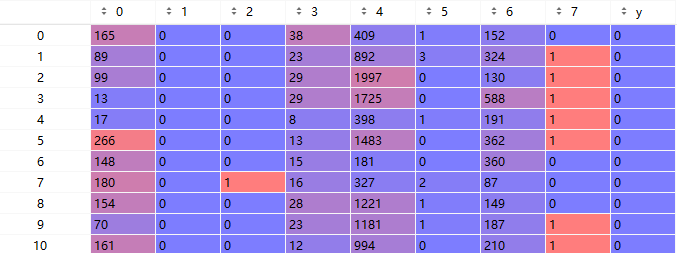 0 1 2 3 4 5 6 7 y
0 165 0 0 38 409 1 152 0 0
1 89 0 0 23 892 3 324 1 0
2 99 0 0 29 1997 0 130 1 0
3 13 0 0 29 1725 0 588 1 0
4 17 0 0 8 398 1 191 1 0
5 266 0 0 13 1483 0 362 1 0
6 148 0 0 15 181 0 360 0 0
7 180 0 1 16 327 2 87 0 0
8 154 0 0 28 1221 1 149 0 0
9 70 0 0 23 1181 1 187 1 0
10 161 0 0 12 994 0 210 1 0